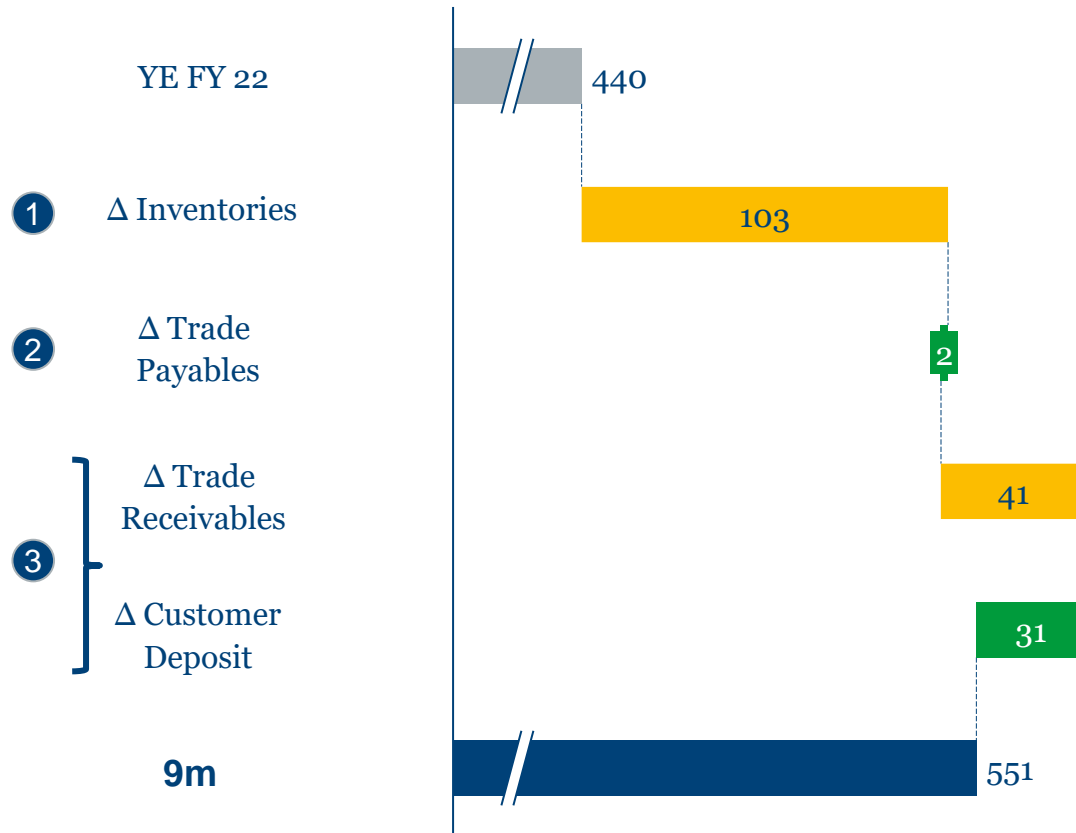 YE FY 22
440
1
Δ Inventories
103
2
Δ Trade
Payables
2
3
Δ Trade
Receivables
41
Δ Customer
Deposit
31
9m
551